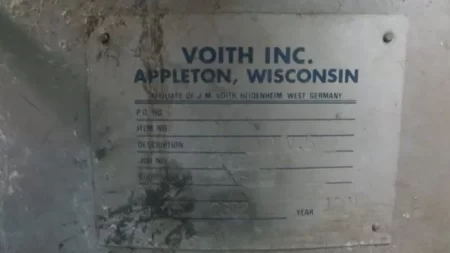 VOITH INC.
APPLETON, WISCONSIN
AFFILIATE OF J.M. VOITH, HEIDENHEIM, WEST GERMANY
P.O. NO.
ITEM NO.
DESCRIPTION
JOB NO.
YEAR